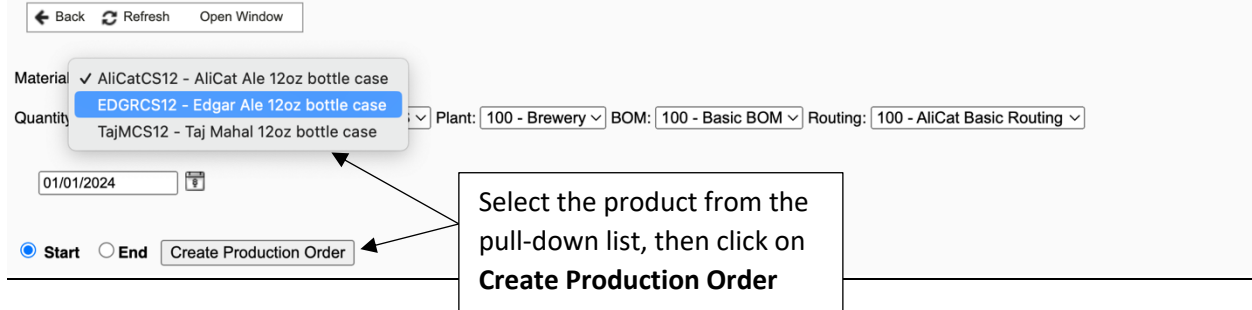 Back Refresh Open Window
Material ✓ AliCatCS12 - AliCat Ale 12oz bottle case
EDGRCS12 - Edgar Ale 12oz bottle case
Quantity Plant: 100 - Brewery BOM: 100 - Basic BOM Routing: 100 - AliCat Basic Routing
TajMCS12 - Taj Mahal 12oz bottle case
01/01/2024
Select the product from the
pull-down list, then click on
Create Production Order
Start End Create Production Order